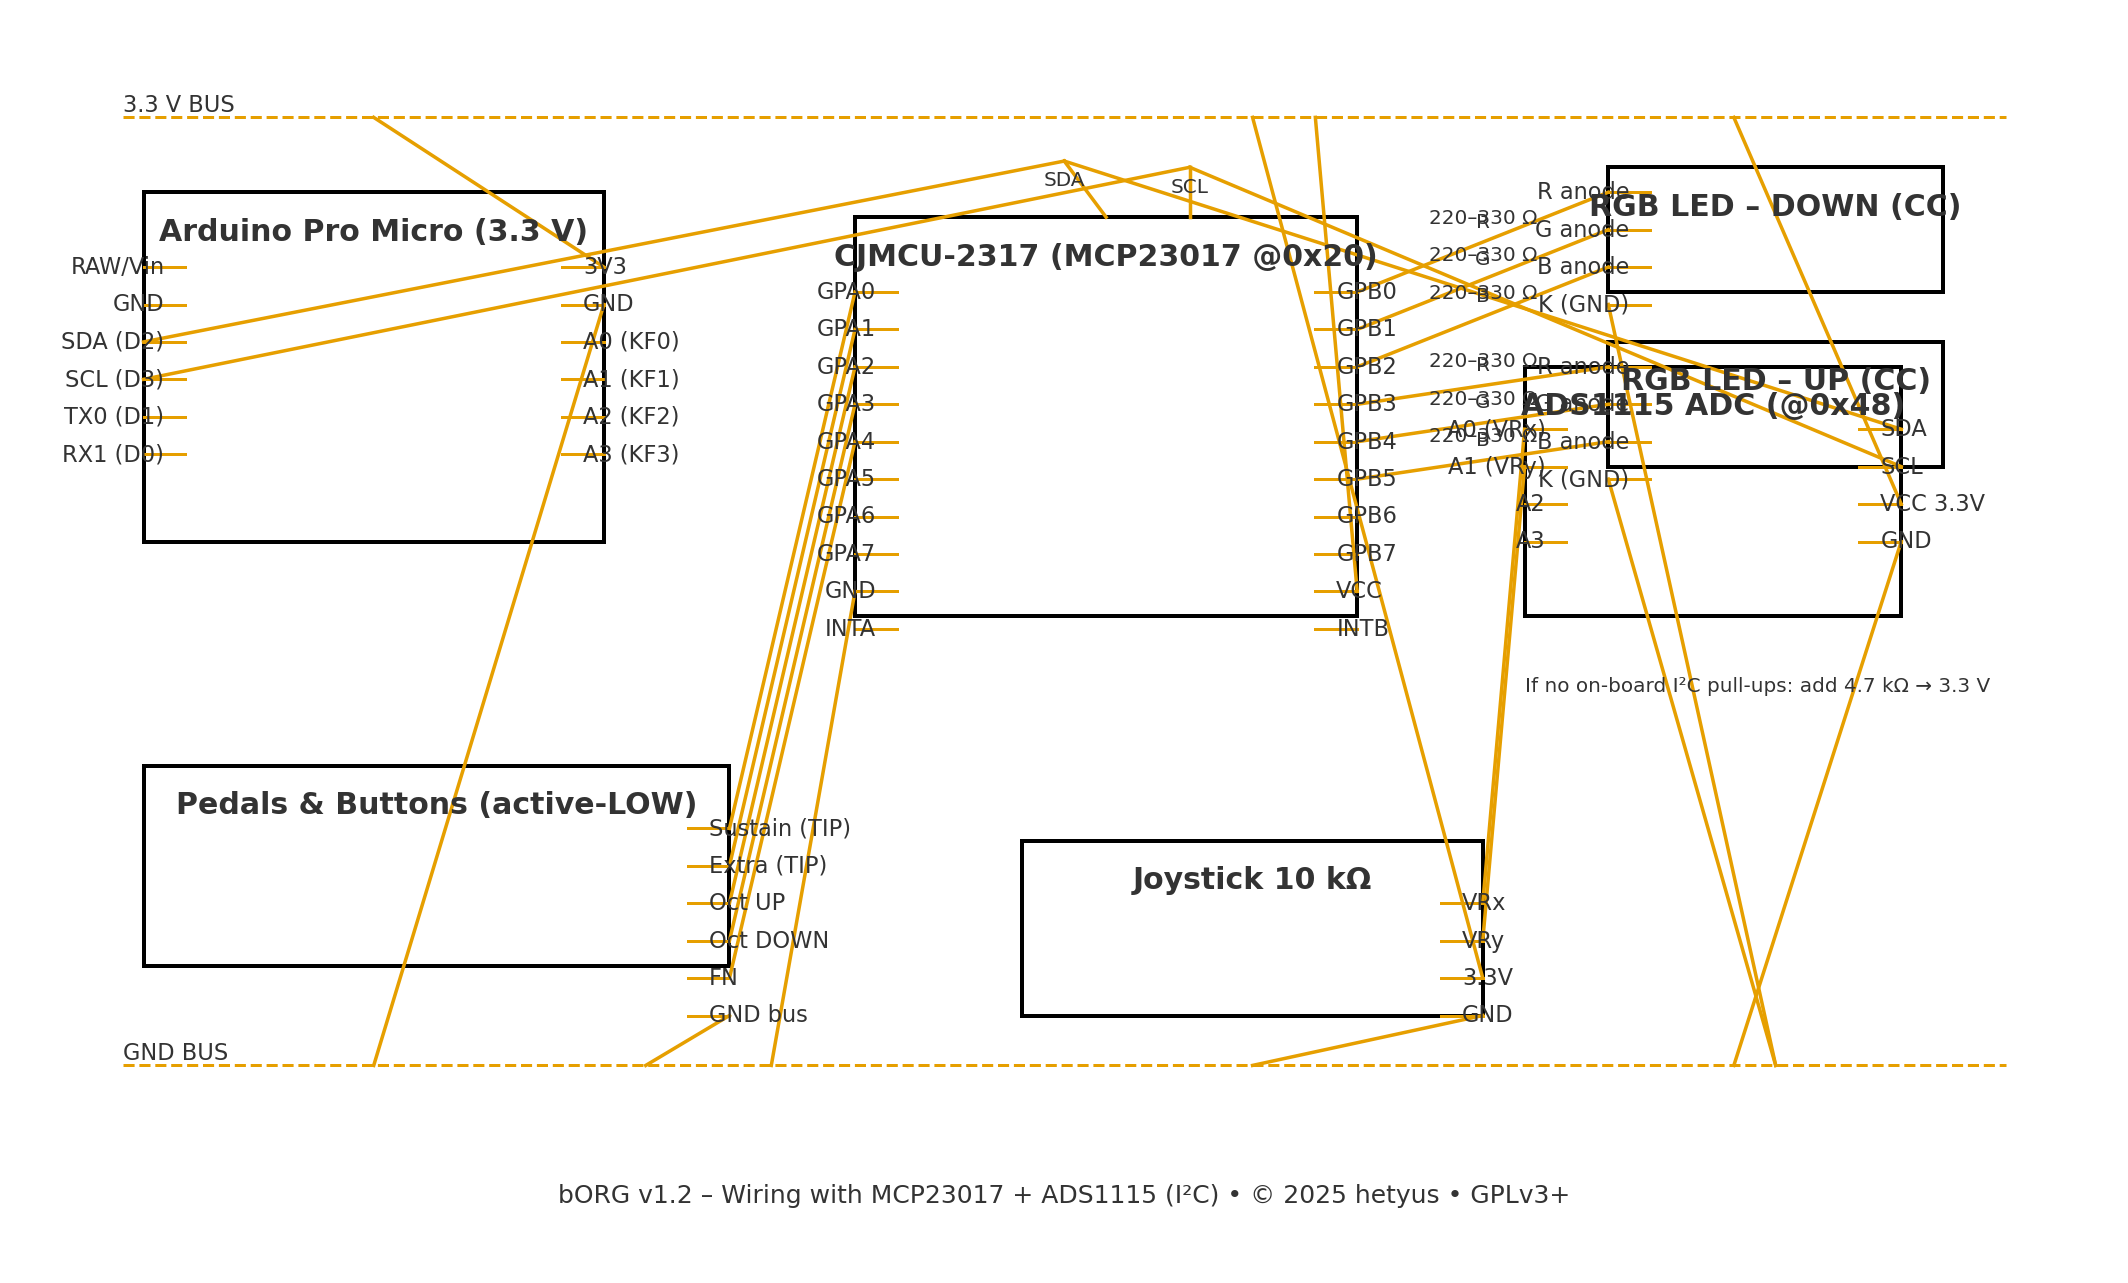 3.3 V BUS
Arduino Pro Micro (3.3 V)
RAW/Vin
GND
SDA (D2)
SCL (D3)
TX0 (D1)
RX1 (D0)
3V3
GND
A0 (KF0)
A1 (KF1)
A2 (KF2)
A3 (KF3)
SDA
SCL
CJMCU-2317 (MCP23017 @0x20)
GPA0
GPA1
GPA2
GPA3
GPA4
GPA5
GPA6
GPA7
GND
INTA
GPB0
GPB1
GPB2
GPB3
GPB4
GPB5
GPB6
GPB7
VCC
INTB
220–330 Ω
R
220–330 Ω
G
220–330 Ω
B
220–330 Ω
R
220–330 Ω
G
220–330 Ω
B
RGB LED – DOWN (CC)
R anode
G anode
B anode
K (GND)
RGB LED – UP (CC)
R anode
G anode
B anode
K (GND)
ADS1115 ADC (@0x48)
A0 (VRx)
A1 (VRy)
A2
A3
SDA
SCL
VCC 3.3V
GND
If no on-board I²C pull-ups: add 4.7 kΩ → 3.3 V
Pedals & Buttons (active-LOW)
Sustain (TIP)
Extra (TIP)
Oct UP
Oct DOWN
FN
GND bus
Joystick 10 kΩ
VRx
VRy
3.3V
GND
GND BUS
bORG v1.2 – Wiring with MCP23017 + ADS1115 (I²C) • © 2025 hetyus • GPLv3+